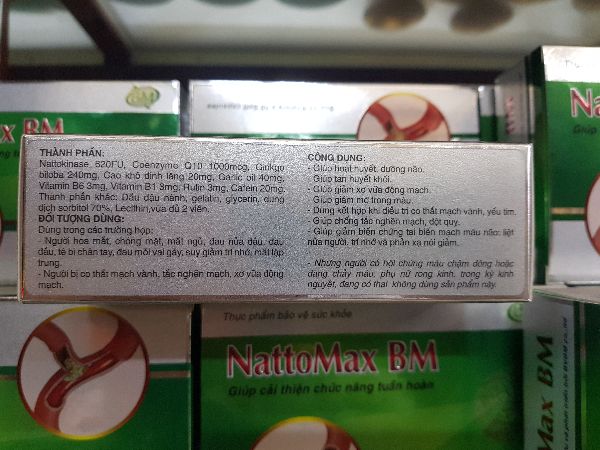 Max BM
THÀNH PHẦN:
Nattokinase 520FU, Coenzyme Q10 1000mcg, Ginkgo
biloba 240mg, Cao khô đinh lăng 20mg, Garlic oil 40mg,
Vitamin B6 3mg, Vitamin B1 3mg, Rutin 3mg, Cafein 20mg.
Thành phần khác: Dầu đậu nành, gelatin, glycerin, dung
dịch sorbitol 70%, Lecithin vừa đủ 2 viên.
ĐỐI TƯỢNG DÙNG:
Dùng trong các trường hợp:
- Người hoa mắt, chóng mặt, mất ngủ, đau nửa đầu, đau
đầu, tê bì chân tay, đau mỏi vai gáy, suy giảm trí nhớ, mất tập
trung.
- Người bị co thắt mạch vành, tắc nghẽn mạch, xơ vữa động
mạch.
CÔNG DỤNG:
- Giúp hoạt huyết, dưỡng não.
- Giúp tan huyết khối.
- Giúp giảm xơ vữa động mạch.
- Giúp giảm mỡ trong máu.
- Dùng kết hợp khi điều trị co thắt mạch vành, yếu tim.
- Giúp chống tắc nghẽn mạch, đột quỵ.
- Giúp giảm biến chứng tai biến mạch máu não: liệt
nửa người, trí nhớ và phản xạ nói giảm.
- Những người có hội chứng máu chậm đông hoặc
đang chảy máu, phụ nữ rong kinh, trong kỳ kinh
nguyệt, đang có thai không dùng sản phẩm này.
Thực phẩm bảo vệ sức khỏe
NattoMax BM
Giúp cải thiện chức năng tuần hoàn
Max BM